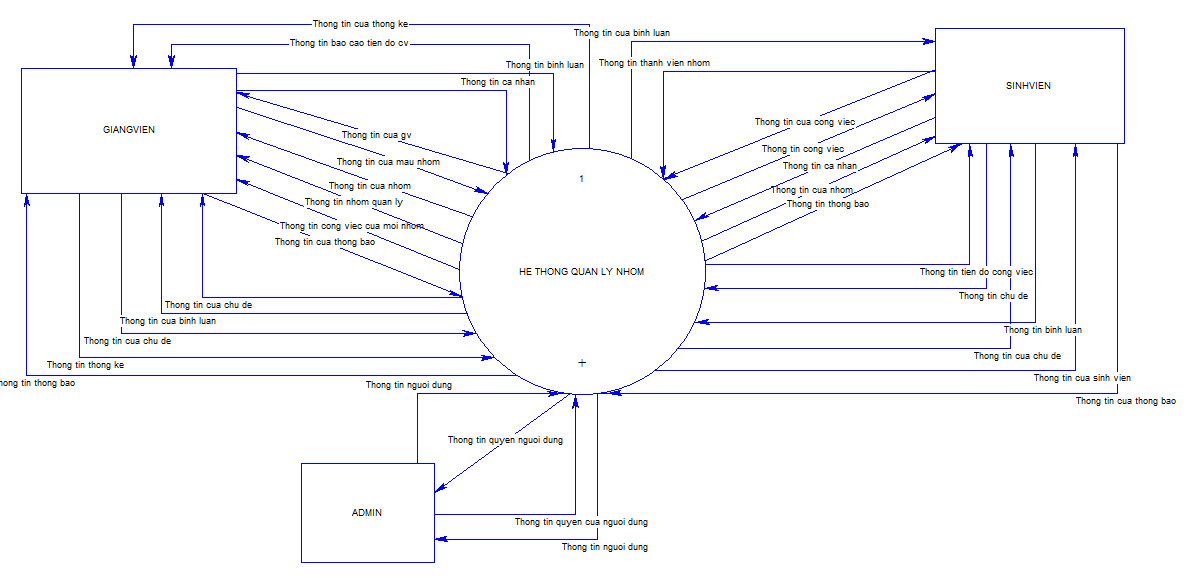 Thong tin cua thong ke
Thong tin cua binh luan
Thong tin bao cao tien do cv
Thong tin binh luan
Thong tin thanh vien nhom
Thong tin ca nhan
SINHVIEN
GIANGVIEN
Thong tin cua gv
Thong tin cua cong viec
Thong tin cua mau nhom
Thong tin cong viec
Thong tin ca nhan
1
Thong tin cua nhom
Thong tin cua nhom
Thong tin nhom quan ly
Thong tin thong bao
Thong tin cong viec cua moi nhom
Thong tin cua thong bao
HE THONG QUAN LY NHOM
Thong tin tien do cong viec
Thong tin chu de
Thong tin cua chu de
Thong tin cua binh luan
Thong tin binh luan
Thong tin cua chu de
Thong tin cua chu de
Thong tin thong ke
+
hong tin thong bao
Thong tin nguoi dung
Thong tin cua sinh vien
Thong tin cua thong bao
Thong tin quyen nguoi dung
ADMIN
Thong tin quyen cua nguoi dung
Thong tin nguoi dung